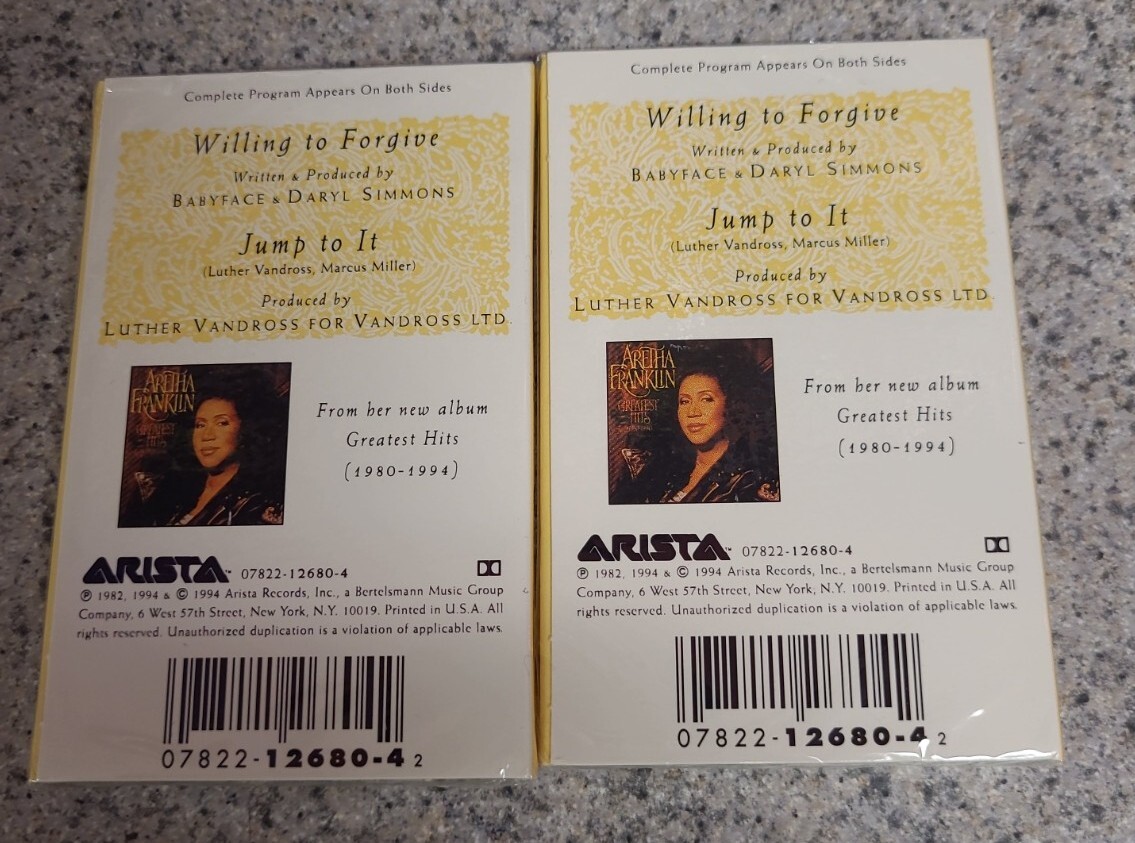 Complete Program Appears On Both Sides
Willing to Forgive
Written & Produced by
BABYFACE & DARYL SIMMONS
Jump to It
(Luther Vandross, Marcus Miller)
Produced by
LUTHER VANDROSS FOR VANDROSS LTD.
ARETHA
FRANKLIN
GREATEST
HITS
From her new album
Greatest Hits
(1980-1994)
ARISTA™ 07822-12680-4
℗ 1982, 1994 & © 1994 Arista Records, Inc., a Bertelsmann Music Group
Company, 6 West 57th Street, New York, N.Y. 10019. Printed in U.S.A. All
rights reserved. Unauthorized duplication is a violation of applicable laws.
07822-12680-4 2
Complete Program Appears On Both Sides
Willing to Forgive
Written & Produced by
BABYFACE & DARYL SIMMONS
Jump to It
(Luther Vandross, Marcus Miller)
Produced by
LUTHER VANDROSS FOR VANDROSS LTD.
ARETHA
FRANKLIN
GREATEST
HITS
From her new album
Greatest Hits
(1980-1994)
ARISTA™ 07822-12680-4
℗ 1982, 1994 & © 1994 Arista Records, Inc., a Bertelsmann Music Group
Company, 6 West 57th Street, New York, N.Y. 10019. Printed in U.S.A. All
rights reserved. Unauthorized duplication is a violation of applicable laws.
07822-12680-4 2